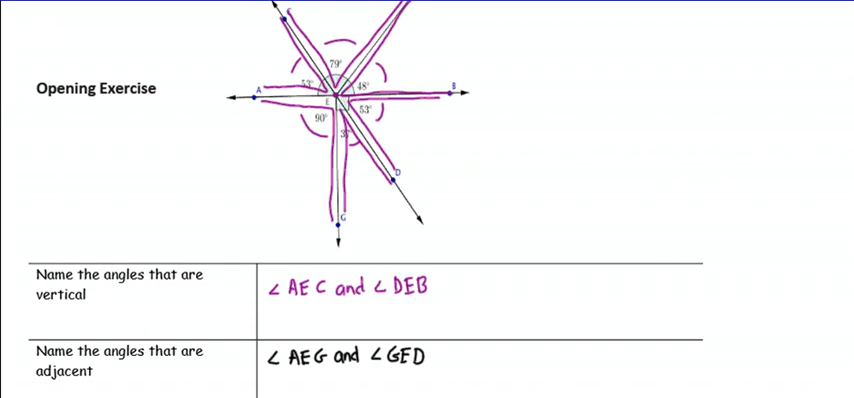 C
79°
53°
48°
Opening Exercise
A
B
E
53°
90°
D
G
Name the angles that are
vertical
∠ AEC and ∠ DEB
Name the angles that are
adjacent
∠ AEG and ∠ GED